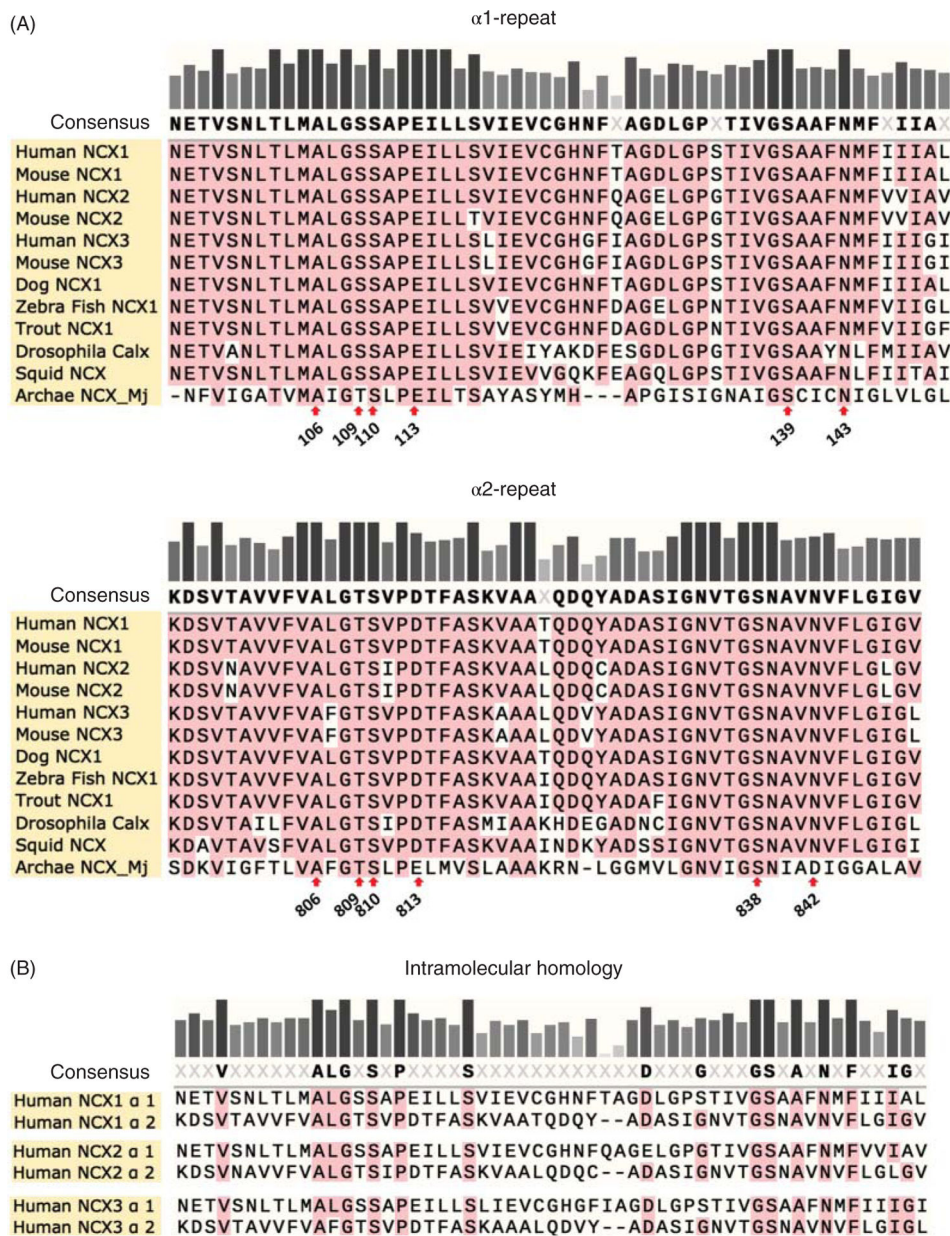 (A)
α1-repeat
Consensus NETVSNLTLMALGSSAPEILLSVIEVCGHNFXAGDLGPXTIVGSAAFNMFXIIAX
Human NCX1 NETVSNLTLMALGSSAPEILLSVIEVCGHNFTAGDLGPSTIVGSAAFNMFIIIAL
Mouse NCX1 NETVSNLTLMALGSSAPEILLSVIEVCGHNFTAGDLGPSTIVGSAAFNMFIIIAL
Human NCX2 NETVSNLTLMALGSSAPEILLSVIEVCGHNFQAGELGPGTIVGSAAFNMFVVIAV
Mouse NCX2 NETVSNLTLMALGSSAPEILLTVIEVCGHNFQAGELGPGTIVGSAAFNMFVVIAV
Human NCX3 NETVSNLTLMALGSSAPEILLSLIEVCGHGFIAGDLGPSTIVGSAAFNMFIIIGI
Mouse NCX3 NETVSNLTLMALGSSAPEILLSLIEVCGHGFIAGDLGPSTIVGSAAFNMFIIIGI
Dog NCX1 NETVSNLTLMALGSSAPEILLSVIEVCGHNFTAGDLGPSTIVGSAAFNMFIIIAL
Zebra Fish NCX1 NETVSNLTLMALGSSAPEILLSVVEVCGHNFDAGELGPNTIVGSAAFNMFVIIGL
Trout NCX1 NETVSNLTLMALGSSAPEILLSVVEVCGHNFDAGDLGPNTIVGSAAFNMFVIIGF
Drosophila Calx NETVANLTLMALGSSAPEILLSVIEIYAKDFESGDLGPGTIVGSAAYNLFMIIAV
Squid NCX NETVSNLTLMALGSSAPEILLSVIEVVGQKFEAGQLGPSTIVGSAAFNLFIITAI
Archae NCX_Mj -NFVIGATVMAIGTSLPEILTSAYASYMH---APGISIGNAIGSCICNIGLVLGL
106 109 110 113 139 143
α2-repeat
Consensus KDSVTAVVFVALGTSVPDTFASKVAAXQDQYADASIGNVTGSNAVNVFLGIGV
Human NCX1 KDSVTAVVFVALGTSVPDTFASKVAATQDQYADASIGNVTGSNAVNVFLGIGV
Mouse NCX1 KDSVTAVVFVALGTSVPDTFASKVAATQDQYADASIGNVTGSNAVNVFLGIGV
Human NCX2 KDSVNAVVFVALGTSIPDTFASKVAALQDQCADASIGNVTGSNAVNVFLGLGV
Mouse NCX2 KDSVNAVVFVALGTSIPDTFASKVAALQDQCADASIGNVTGSNAVNVFLGLGV
Human NCX3 KDSVTAVVFVAFGTSVPDTFASKAAALQDVYADASIGNVTGSNAVNVFLGIGL
Mouse NCX3 KDSVTAVVFVAFGTSVPDTFASKAAALQDVYADASIGNVTGSNAVNVFLGIGL
Dog NCX1 KDSVTAVVFVALGTSVPDTFASKVAATQDQYADASIGNVTGSNAVNVFLGIGV
Zebra Fish NCX1 KDSVTAVVFVALGTSVPDTFASKVAAIQDQYADASIGNVTGSNAVNVFLGIGV
Trout NCX1 KDSVTAVVFVALGTSVPDTFASKVAAIQDQYADAFIGNVTGSNAVNVFLGIGV
Drosophila Calx KDSVTAILFVALGTSIPDTFASMIAAKHDEGADNCIGNVTGSNAVNVFLGIGL
Squid NCX KDAVTAVSFVALGTSVPDTFASKVAAINDKYADSSIGNVTGSNAVNVFLGIGI
Archae NCX_Mj SDKVIGFTLVAFGTSLPELMVSLAAAKRN-LGGMVLGNVIGSNIADIGGALAV
806 809 810 813 838 842
(B)
Intramolecular homology
Consensus XXXVXXXXXXALGXSXPXXXXSXXXXXXXXXXXXDXXXGXXXGSXAXNXFXXIGX
Human NCX1 α 1 NETVSNLTLMALGSSAPEILLSVIEVCGHNFTAGDLGPSTIVGSAAFNMFIIIAL
Human NCX1 α 2 KDSVTAVVFVALGTSVPDTFASKVAATQDQY--ADASIGNVTGSNAVNVFLGIGV
Human NCX2 α 1 NETVSNLTLMALGSSAPEILLSVIEVCGHNFQAGELGPGTIVGSAAFNMFVVIAV
Human NCX2 α 2 KDSVNAVVFVALGTSIPDTFASKVAALQDQC--ADASIGNVTGSNAVNVFLGLGV
Human NCX3 α 1 NETVSNLTLMALGSSAPEILLSLIEVCGHGFIAGDLGPSTIVGSAAFNMFIIIGI
Human NCX3 α 2 KDSVTAVVFVAFGTSVPDTFASKAAALQDVY--ADASIGNVTGSNAVNVFLGIGL